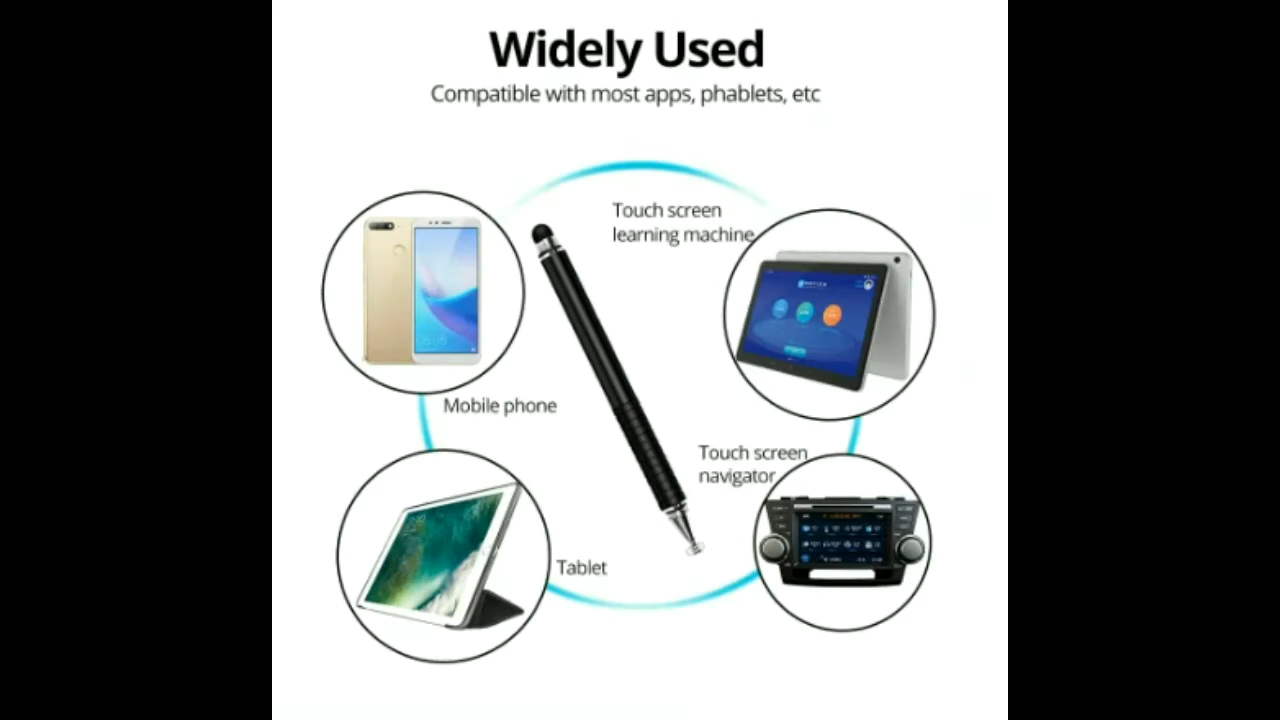 Widely Used
Compatible with most apps, phablets, etc
Touch screen
learning machine
Mobile phone
Touch screen
navigator
Tablet